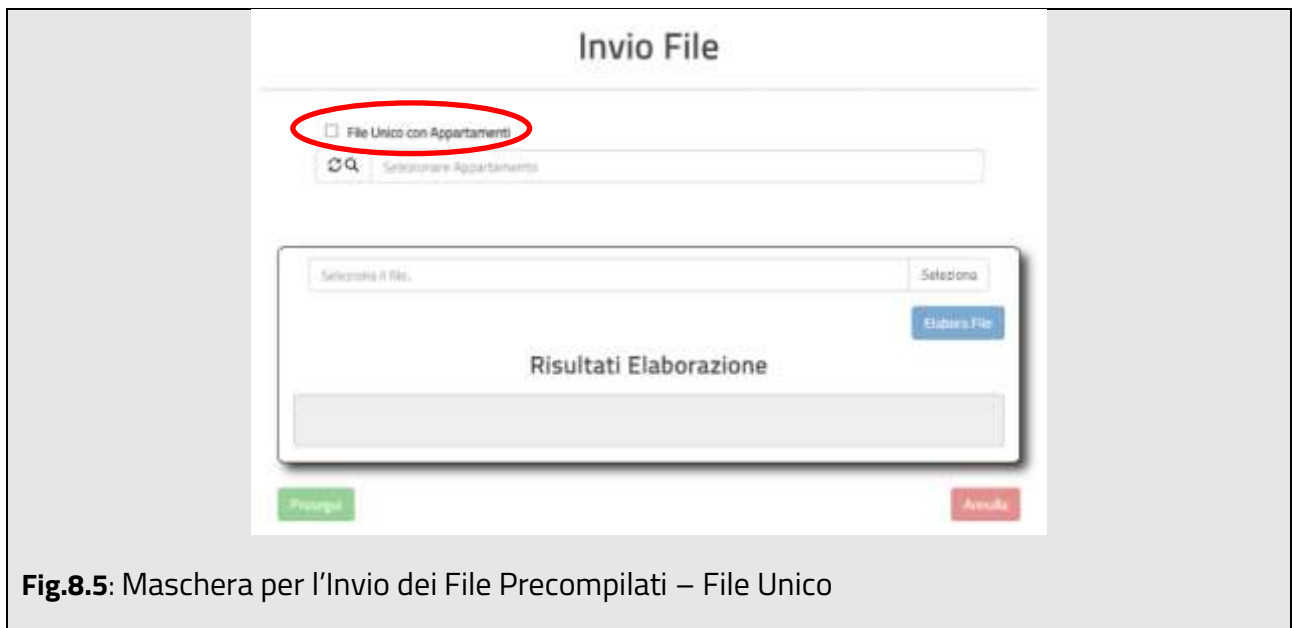 Invio File
File Unico con Appartamenti
Selezionare Appartamento
Seleziona il file..
Seleziona
Elabora File
Risultati Elaborazione
Prosegui
Annulla
Fig.8.5: Maschera per l’Invio dei File Precompilati – File Unico